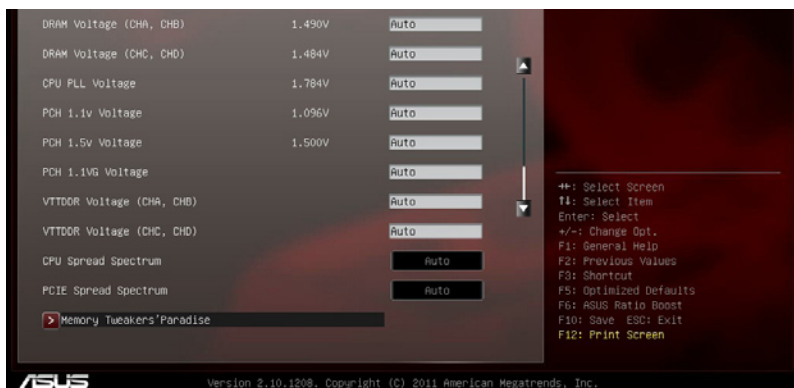 DRAM Voltage (CHA, CHB) 1.490V Auto
DRAM Voltage (CHC, CHD) 1.484V Auto
CPU PLL Voltage 1.784V Auto
PCH 1.1v Voltage 1.096V Auto
PCH 1.5v Voltage 1.500V Auto
PCH 1.1VG Voltage Auto
VTTDDR Voltage (CHA, CHB) Auto
VTTDDR Voltage (CHC, CHD) Auto
CPU Spread Spectrum Auto
PCIE Spread Spectrum Auto
> Memory Tweakers'Paradise
→←: Select Screen
↑↓: Select Item
Enter: Select
+/-: Change Opt.
F1: General Help
F2: Previous Values
F3: Shortcut
F5: Optimized Defaults
F6: ASUS Ratio Boost
F10: Save ESC: Exit
F12: Print Screen
ASUS
Version 2.10.1208. Copyright (C) 2011 American Megatrends, Inc.